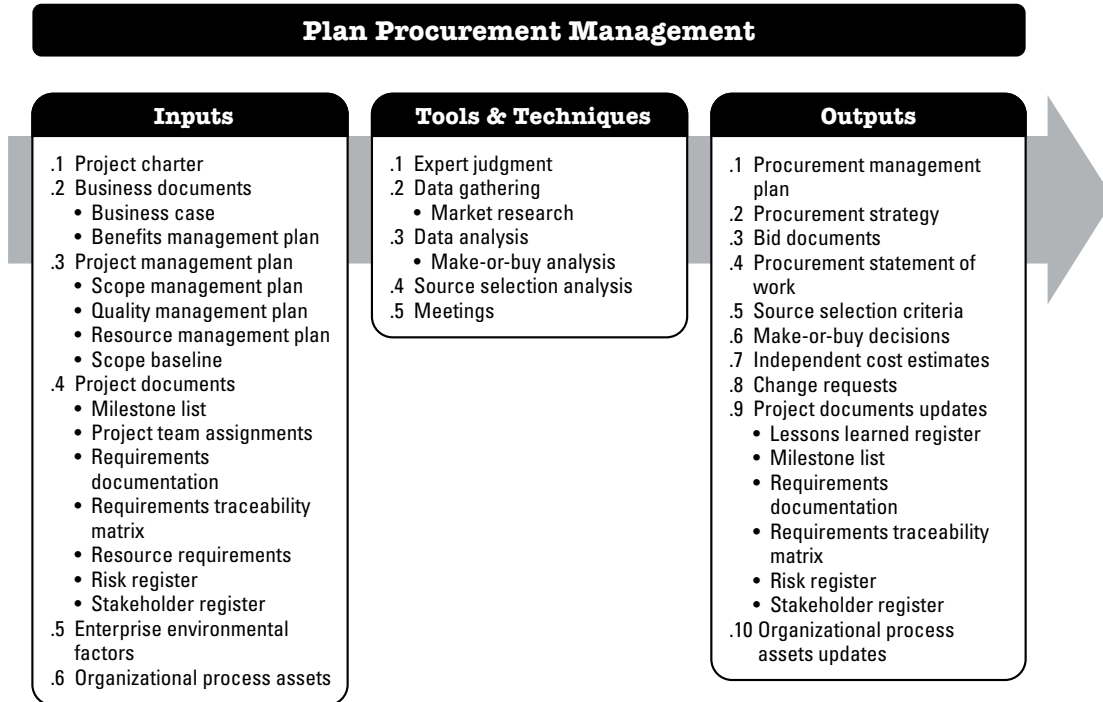 Plan Procurement Management
Inputs
.1 Project charter
.2 Business documents
• Business case
• Benefits management plan
.3 Project management plan
• Scope management plan
• Quality management plan
• Resource management plan
• Scope baseline
.4 Project documents
• Milestone list
• Project team assignments
• Requirements
documentation
• Requirements traceability
matrix
• Resource requirements
• Risk register
• Stakeholder register
.5 Enterprise environmental
factors
.6 Organizational process assets
Tools & Techniques
.1 Expert judgment
.2 Data gathering
• Market research
.3 Data analysis
• Make-or-buy analysis
.4 Source selection analysis
.5 Meetings
Outputs
.1 Procurement management
plan
.2 Procurement strategy
.3 Bid documents
.4 Procurement statement of
work
.5 Source selection criteria
.6 Make-or-buy decisions
.7 Independent cost estimates
.8 Change requests
.9 Project documents updates
• Lessons learned register
• Milestone list
• Requirements
documentation
• Requirements traceability
matrix
• Risk register
• Stakeholder register
.10 Organizational process
assets updates